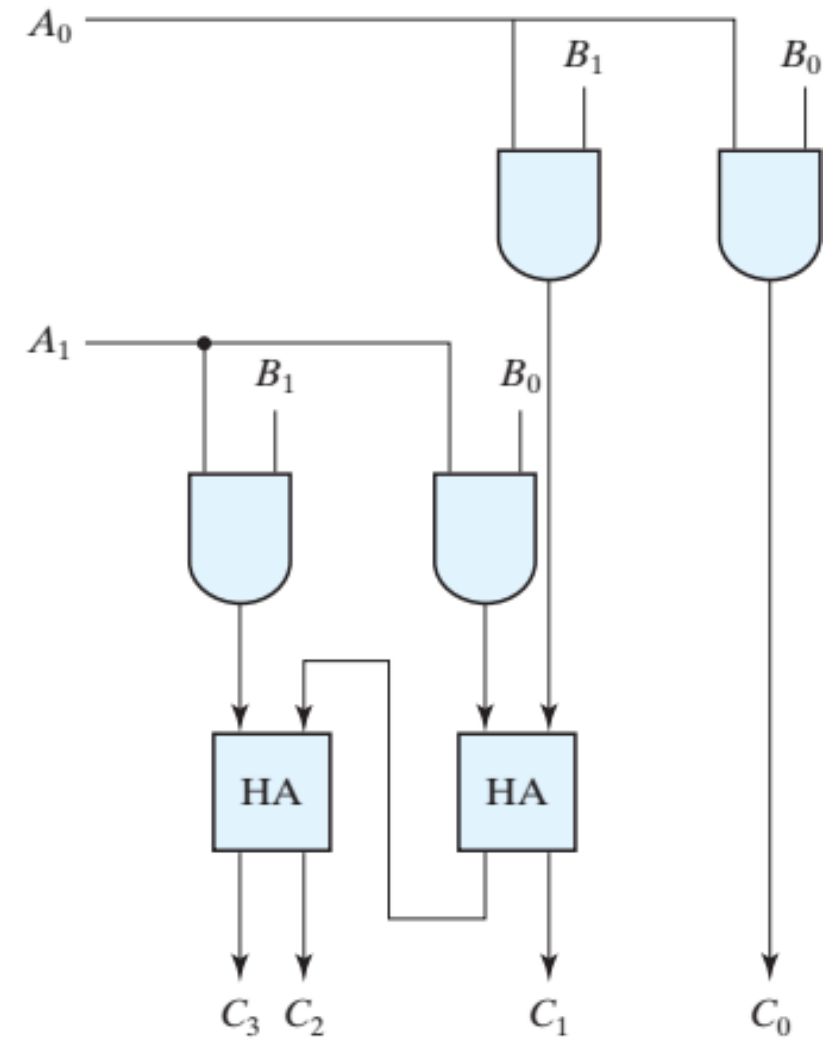 A₀
B₁ B₀
A₁
B₁ B₀
HA HA
C₃ C₂ C₁ C₀